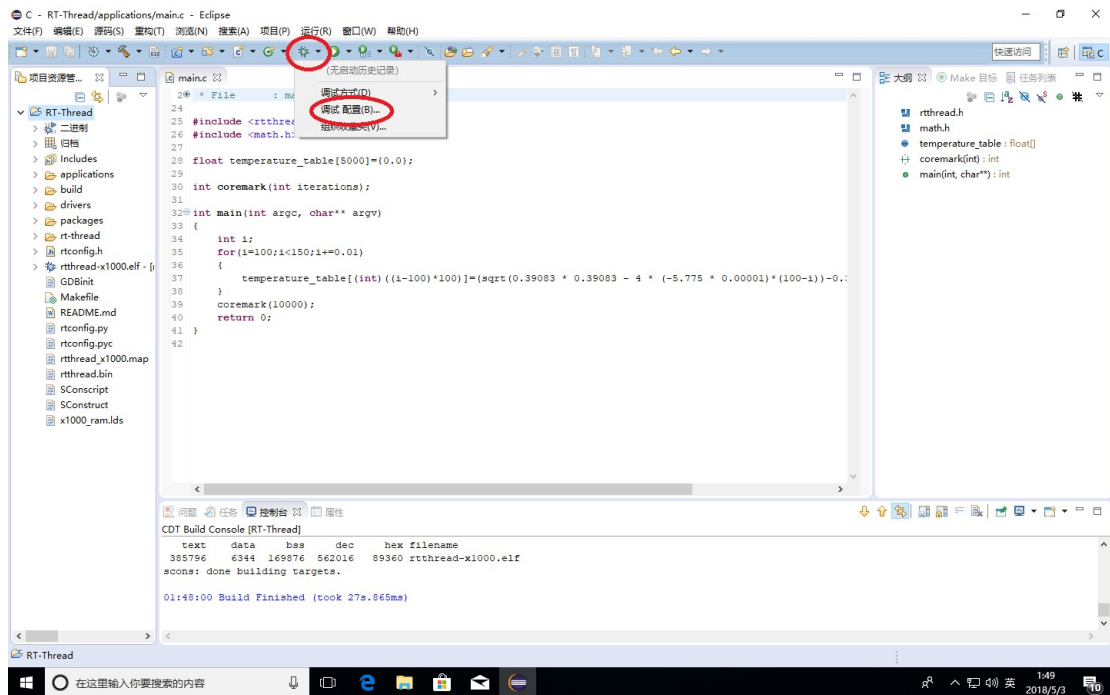 C - RT-Thread/applications/main.c - Eclipse
文件(F) 编辑(E) 源码(S) 重构(T) 浏览(N) 搜索(A) 项目(P) 运行(R) 窗口(W) 帮助(H)
快速访问
C
项目资源管...
main.c
大纲 Make 目标 任务列表
(无启动历史记录)
调试方式(D)
调试 配置(B)...
组织收藏夹(V)...
RT-Thread
二进制
归档
Includes
applications
build
drivers
packages
rt-thread
rtconfig.h
rtthread-x1000.elf - [
GDBinit
Makefile
README.md
rtconfig.py
rtconfig.pyc
rtthread_x1000.map
rtthread.bin
SConscript
SConstruct
x1000_ram.lds
2 * File : ma
24
25 #include <rtthrea
26 #include <math.h>
27
28 float temperature_table[5000]={0.0};
29
30 int coremark(int iterations);
31
32 int main(int argc, char** argv)
33 {
34 int i;
35 for(i=100;i<150;i+=0.01)
36 {
37 temperature_table[(int)((i-100)*100)]=(sqrt(0.39083 * 0.39083 - 4 * (-5.775 * 0.00001)*(100-i))-0.
38 }
39 coremark(10000);
40 return 0;
41 }
42
rtthread.h
math.h
temperature_table : float[]
coremark(int) : int
main(int, char**) : int
问题 任务 控制台 属性
CDT Build Console [RT-Thread]
text data bss dec hex filename
385796 6344 169876 562016 89360 rtthread-x1000.elf
scons: done building targets.
01:48:00 Build Finished (took 27s.865ms)
RT-Thread
在这里输入你要搜索的内容
英
1:49
2018/5/3
10